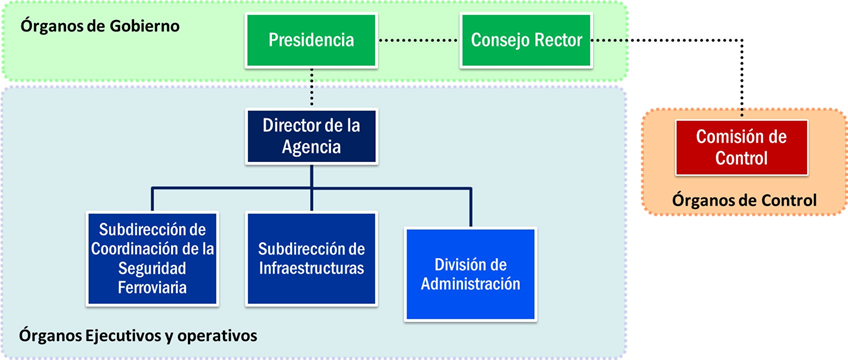 Órganos de Gobierno
Presidencia
Consejo Rector
Director de la
Agencia
Comisión de
Control
Órganos de Control
Subdirección de
Coordinación de la
Seguridad
Ferroviaria
Subdirección de
Infraestructuras
División de
Administración
Órganos Ejecutivos y operativos